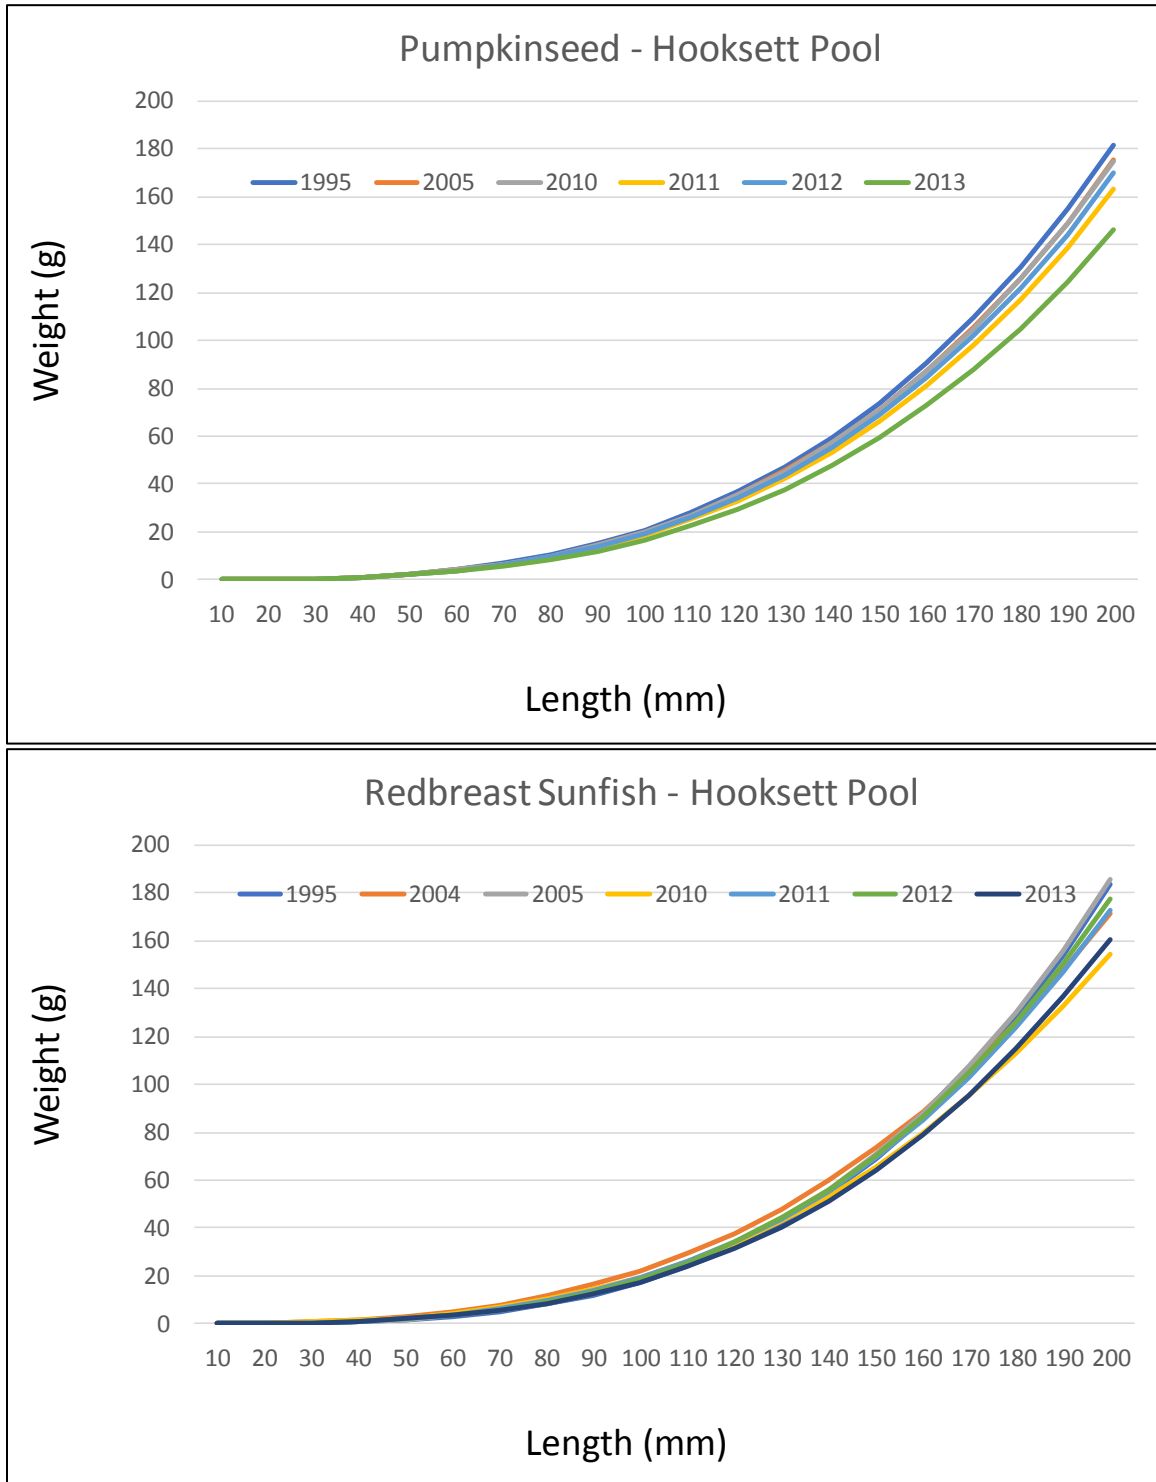 Pumpkinseed - Hooksett Pool
200
180
1995 2005 2010 2011 2012 2013
160
140
120
100
80
60
40
20
0
Weight (g)
10 20 30 40 50 60 70 80 90 100 110 120 130 140 150 160 170 180 190 200
Length (mm)
Redbreast Sunfish - Hooksett Pool
200
180
1995 2004 2005 2010 2011 2012 2013
160
140
120
100
80
60
40
20
0
Weight (g)
10 20 30 40 50 60 70 80 90 100 110 120 130 140 150 160 170 180 190 200
Length (mm)